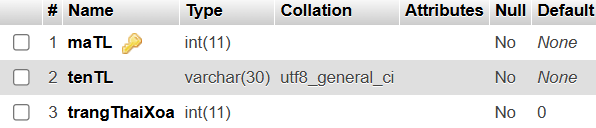 # Name Type Collation Attributes Null Default
1 maTL int(11) No None
2 tenTL varchar(30) utf8_general_ci No None
3 trangThaiXoa int(11) No 0